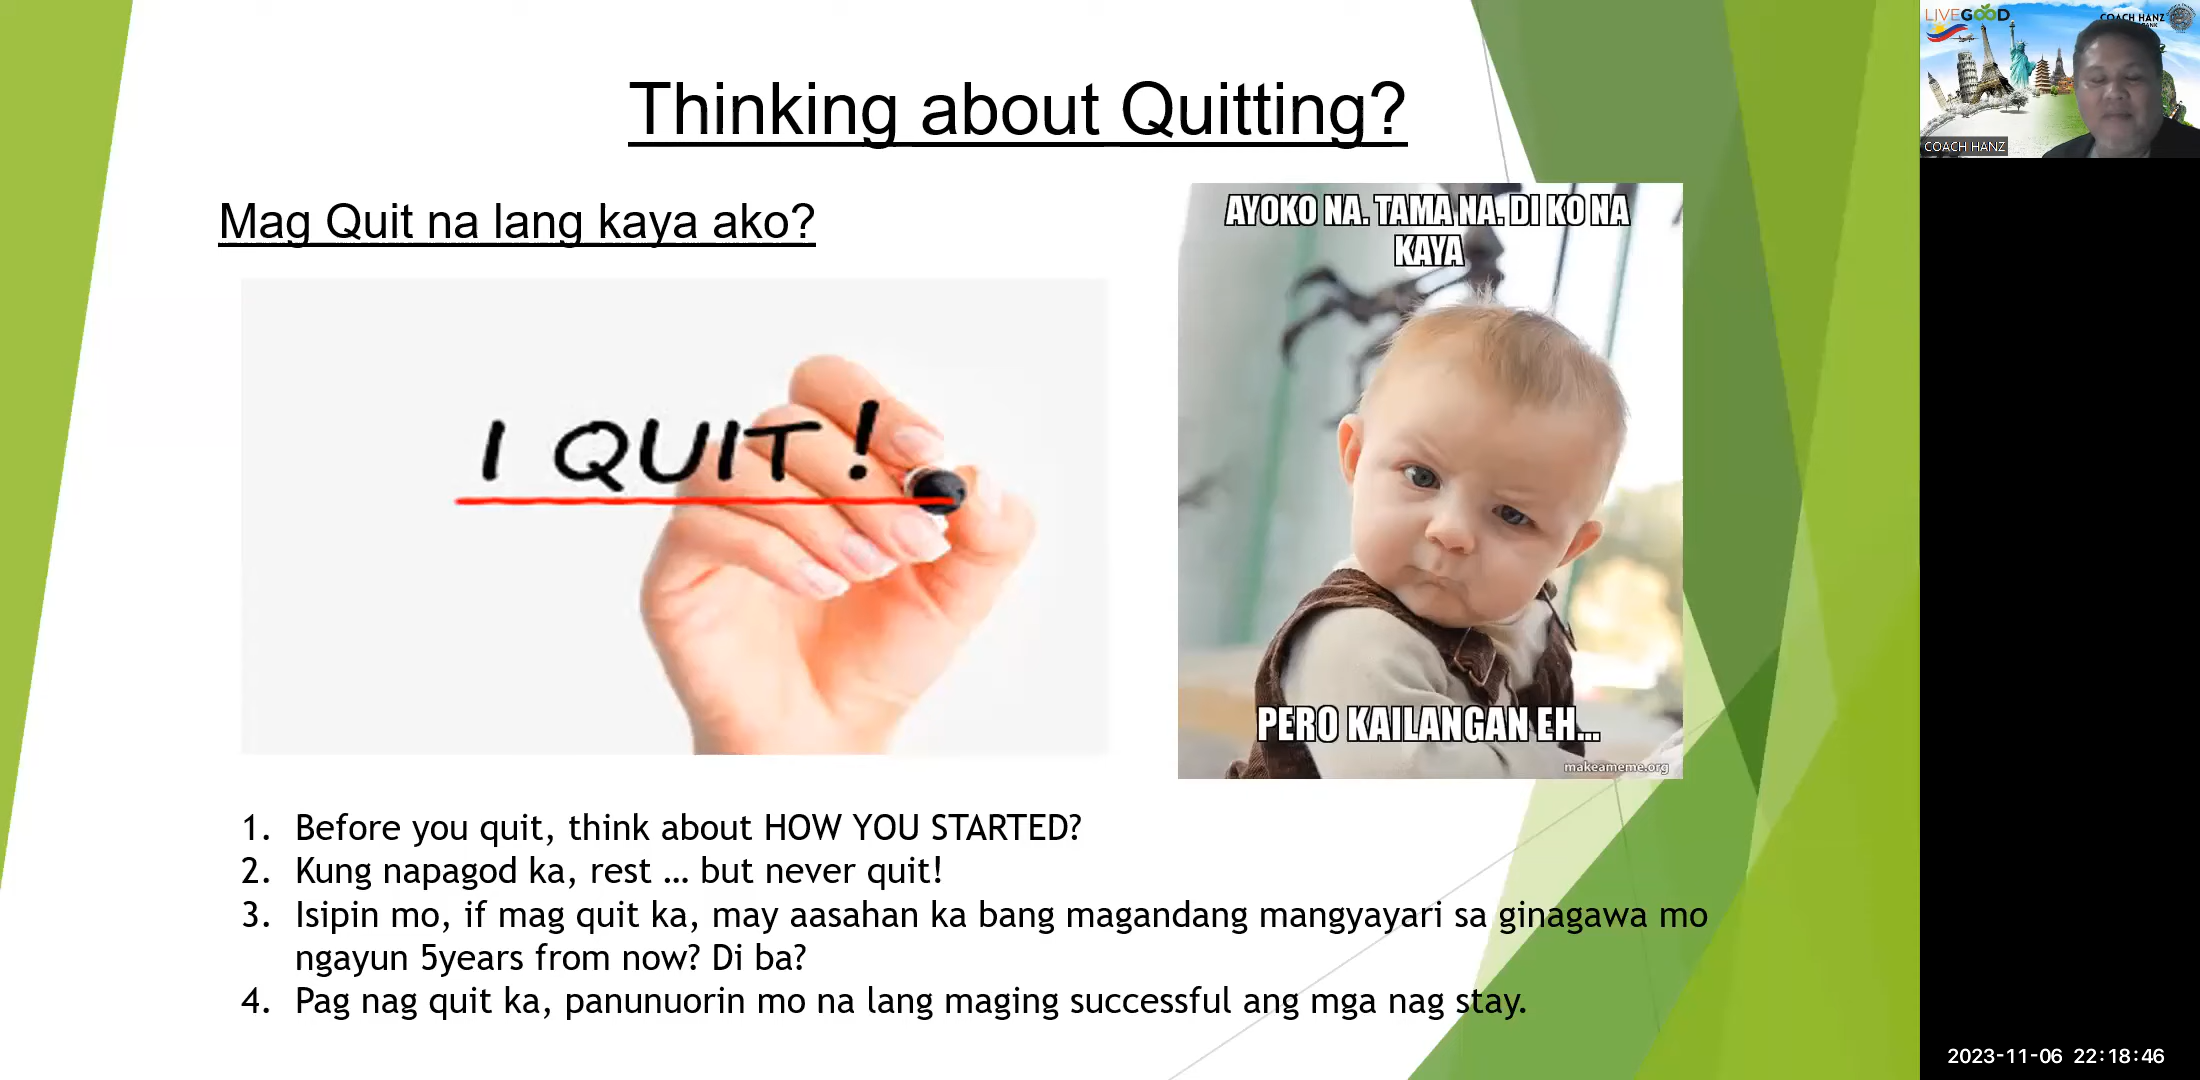 Thinking about Quitting?
Mag Quit na lang kaya ako?
I QUIT!
AYOKO NA. TAMA NA. DI KO NA
KAYA
PERO KAILANGAN EH...
makeameme.org
1. Before you quit, think about HOW YOU STARTED?
2. Kung napagod ka, rest ... but never quit!
3. Isipin mo, if mag quit ka, may aasahan ka bang magandang mangyayari sa ginagawa mo
ngayun 5years from now? Di ba?
4. Pag nag quit ka, panunuorin mo na lang maging successful ang mga nag stay.
LIVEGOOD
COACH HANZ
COACH HANZ
2023-11-06 22:18:46